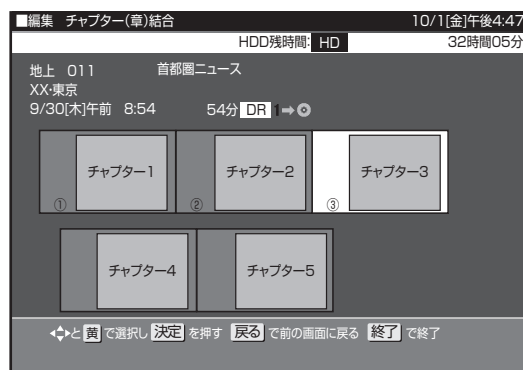 ■編集 チャプター(章)結合 10/1[金]午後4:47
HDD残時間: HD 32時間05分
地上 011 首都圏ニュース
XX・東京
9/30[木]午前 8:54 54分 DR 1➡
チャプター1 チャプター2 チャプター3
① ② ③
チャプター4 チャプター5
と 黄 で選択し 決定 を押す 戻る で前の画面に戻る 終了 で終了